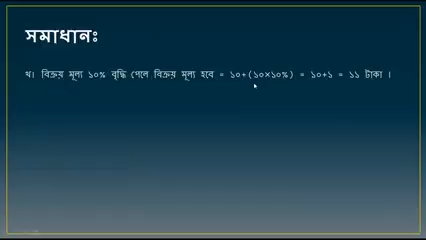 সমাধানঃ
খ। বিক্রয় মূল্য ১০% বৃদ্ধি পেলে বিক্রয় মূল্য হবে = ১০+(১০×১০%) = ১০+১ = ১১ টাকা ।